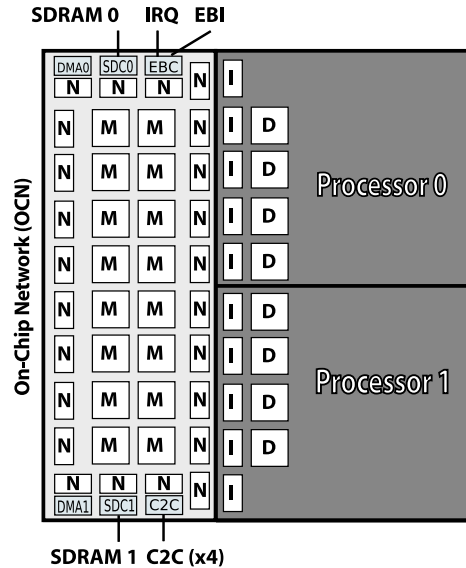 SDRAM 0 IRQ EBI
DMA0 SDC0 EBC N I
N N N
N M M N I D
N M M N I D
Processor 0
N M M N I D
N M M N I D
On-Chip Network (OCN)
N M M N I D
N M M N I D
Processor 1
N M M N I D
N M M N I D
N N N N I
DMA1 SDC1 C2C
SDRAM 1 C2C (x4)